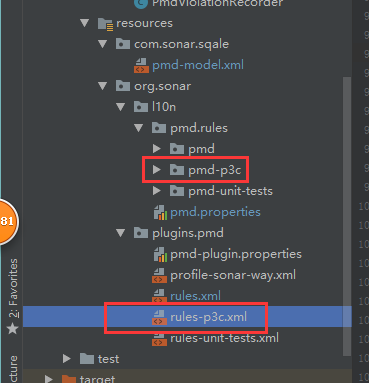 PmdViolationRecorder
resources
com.sonar.sqale
pmd-model.xml
org.sonar
l10n
pmd.rules
pmd
pmd-p3c
pmd-unit-tests
pmd.properties
plugins.pmd
pmd-plugin.properties
profile-sonar-way.xml
rules.xml
rules-p3c.xml
rules-unit-tests.xml
test
target
81
2: Favorites